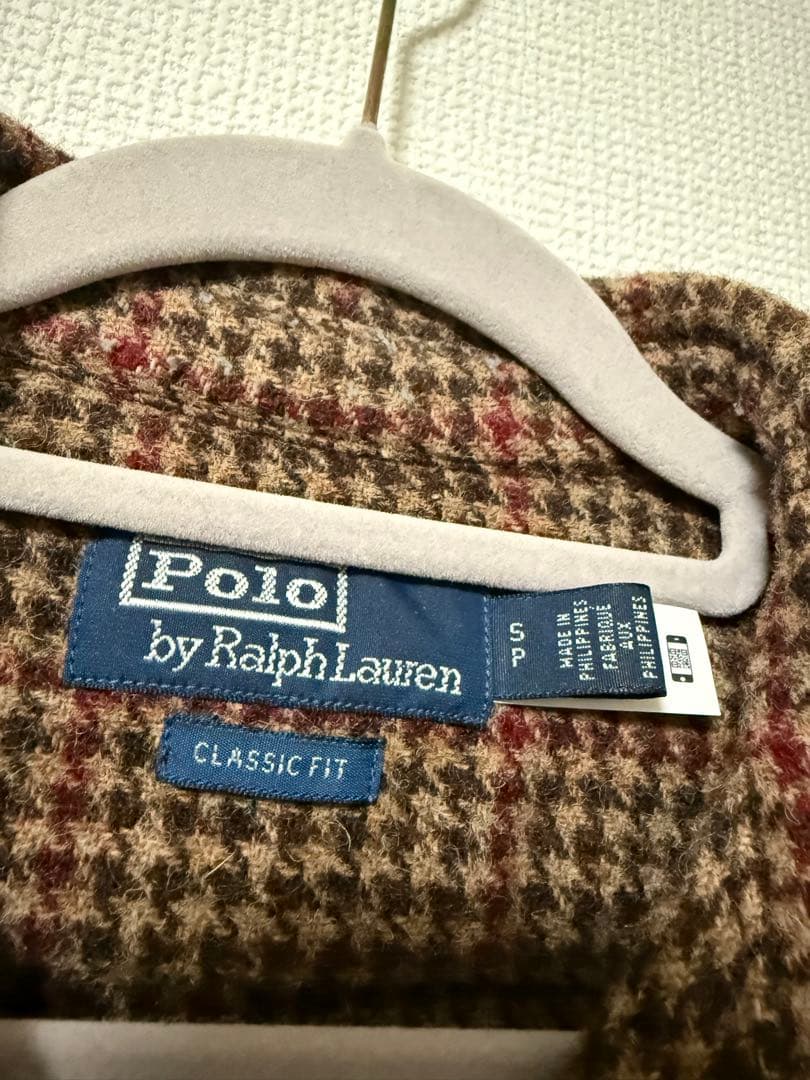 Polo
by Ralph Lauren
S
P
MADE IN
PHILIPPINES
FABRIQUE
AUX
PHILIPPINES
CLASSIC FIT